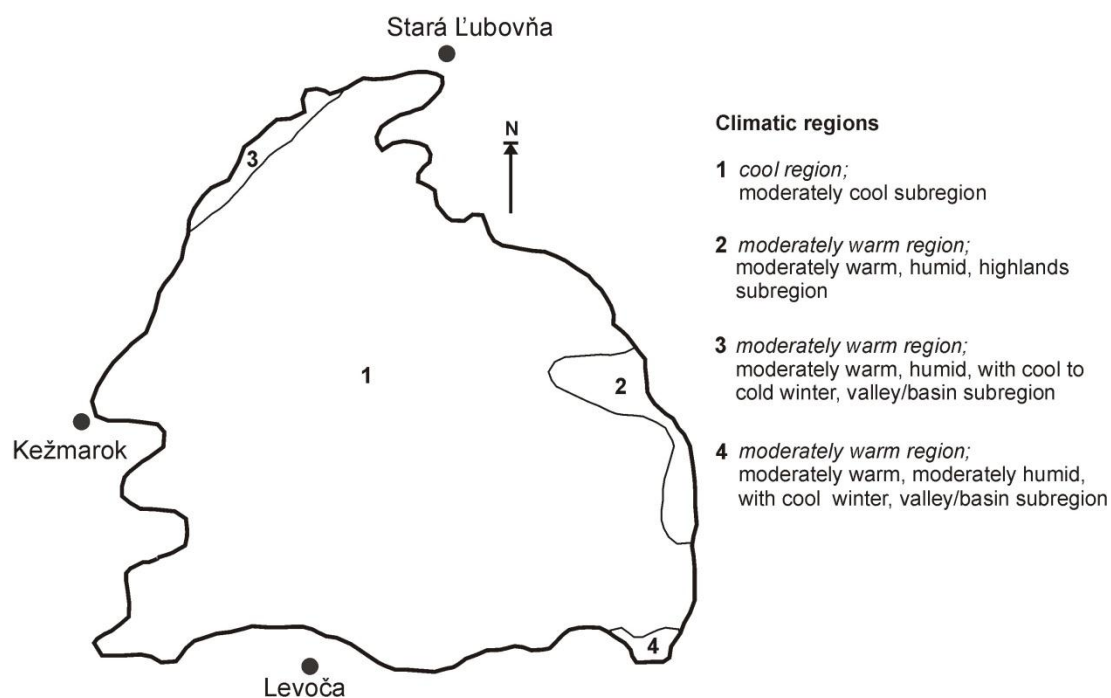 Stará Ľubovňa
N
3
1
2
Kežmarok
4
Levoča
Climatic regions
1 cool region;
moderately cool subregion
2 moderately warm region;
moderately warm, humid, highlands
subregion
3 moderately warm region;
moderately warm, humid, with cool to
cold winter, valley/basin subregion
4 moderately warm region;
moderately warm, moderately humid,
with cool winter, valley/basin subregion